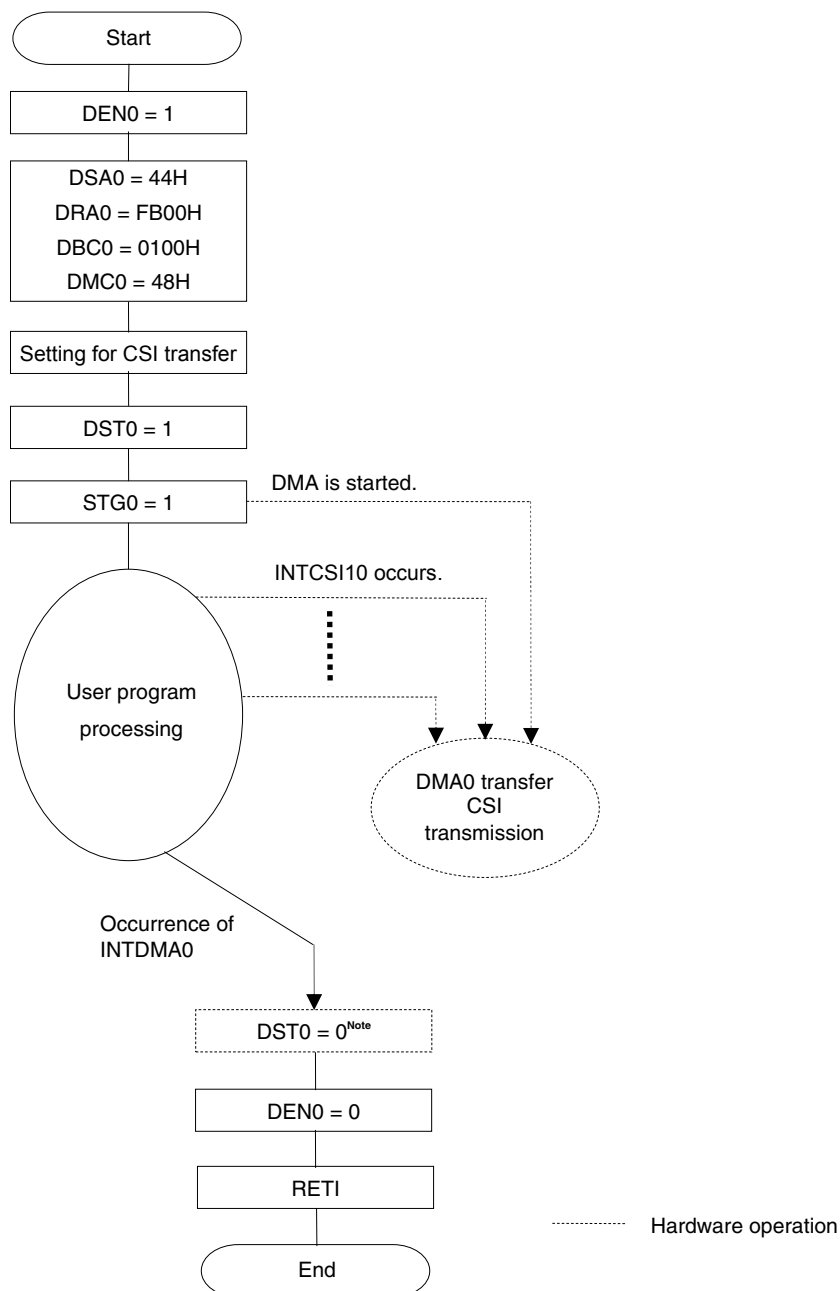 Start
DEN0 = 1
DSA0 = 44H
DRA0 = FB00H
DBC0 = 0100H
DMC0 = 48H
Setting for CSI transfer
DST0 = 1
STG0 = 1
DMA is started.
INTCSI10 occurs.
User program
processing
DMA0 transfer
CSI
transmission
Occurrence of
INTDMA0
DST0 = 0Note
DEN0 = 0
RETI
Hardware operation
End